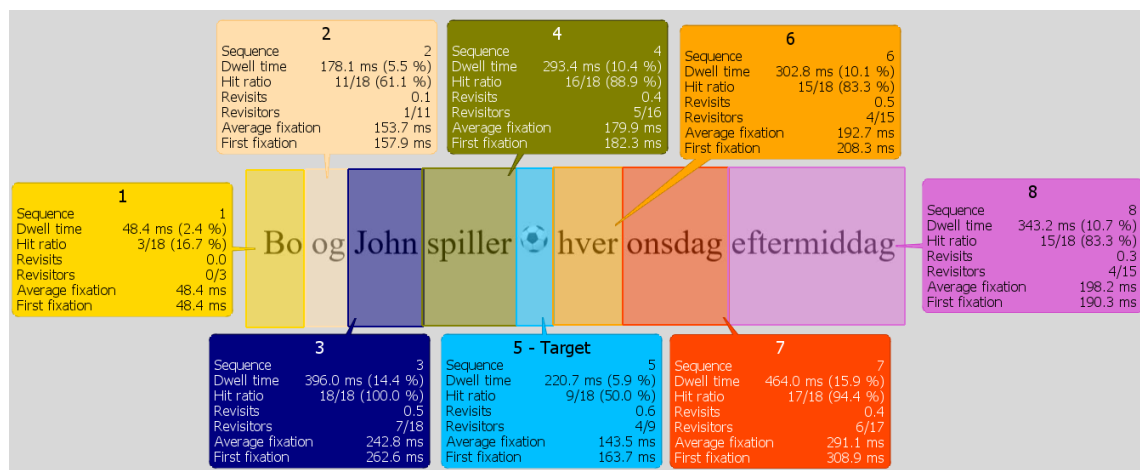 1
Sequence 1
Dwell time 48.4 ms (2.4 %)
Hit ratio 3/18 (16.7 %)
Revisits 0.0
Revisitors 0/3
Average fixation 48.4 ms
First fixation 48.4 ms
2
Sequence 2
Dwell time 178.1 ms (5.5 %)
Hit ratio 11/18 (61.1 %)
Revisits 0.1
Revisitors 1/11
Average fixation 153.7 ms
First fixation 157.9 ms
4
Sequence 4
Dwell time 293.4 ms (10.4 %)
Hit ratio 16/18 (88.9 %)
Revisits 0.4
Revisitors 5/16
Average fixation 179.9 ms
First fixation 182.3 ms
6
Sequence 6
Dwell time 302.8 ms (10.1 %)
Hit ratio 15/18 (83.3 %)
Revisits 0.5
Revisitors 4/15
Average fixation 192.7 ms
First fixation 208.3 ms
8
Sequence 8
Dwell time 343.2 ms (10.7 %)
Hit ratio 15/18 (83.3 %)
Revisits 0.3
Revisitors 4/15
Average fixation 198.2 ms
First fixation 190.3 ms
Bo og John spiller ⚽ hver onsdag eftermiddag
3
Sequence 3
Dwell time 396.0 ms (14.4 %)
Hit ratio 18/18 (100.0 %)
Revisits 0.5
Revisitors 7/18
Average fixation 242.8 ms
First fixation 262.6 ms
5 - Target
Sequence 5
Dwell time 220.7 ms (5.9 %)
Hit ratio 9/18 (50.0 %)
Revisits 0.6
Revisitors 4/9
Average fixation 143.5 ms
First fixation 163.7 ms
7
Sequence 7
Dwell time 464.0 ms (15.9 %)
Hit ratio 17/18 (94.4 %)
Revisits 0.4
Revisitors 6/17
Average fixation 291.1 ms
First fixation 308.9 ms